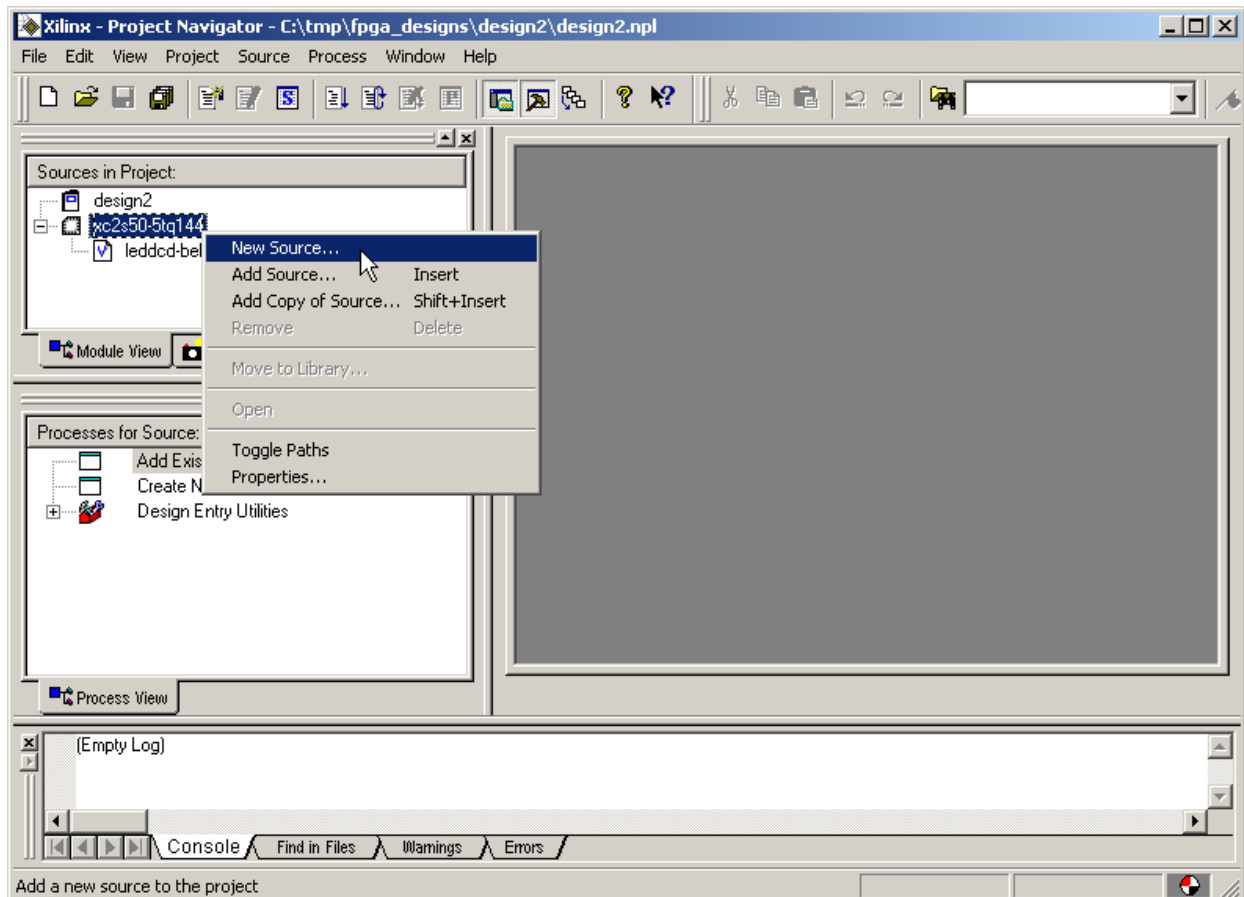 Xilinx - Project Navigator - C:\tmp\fpga_designs\design2\design2.npl
File Edit View Project Source Process Window Help
Sources in Project:
design2
xc2s50-5tq144
leddcd-bel
New Source...
Add Source... Insert
Add Copy of Source... Shift+Insert
Remove Delete
Move to Library...
Open
Toggle Paths
Properties...
Module View
Processes for Source:
Add Exis
Create N
Design Entry Utilities
Process View
(Empty Log)
Console Find in Files Warnings Errors
Add a new source to the project